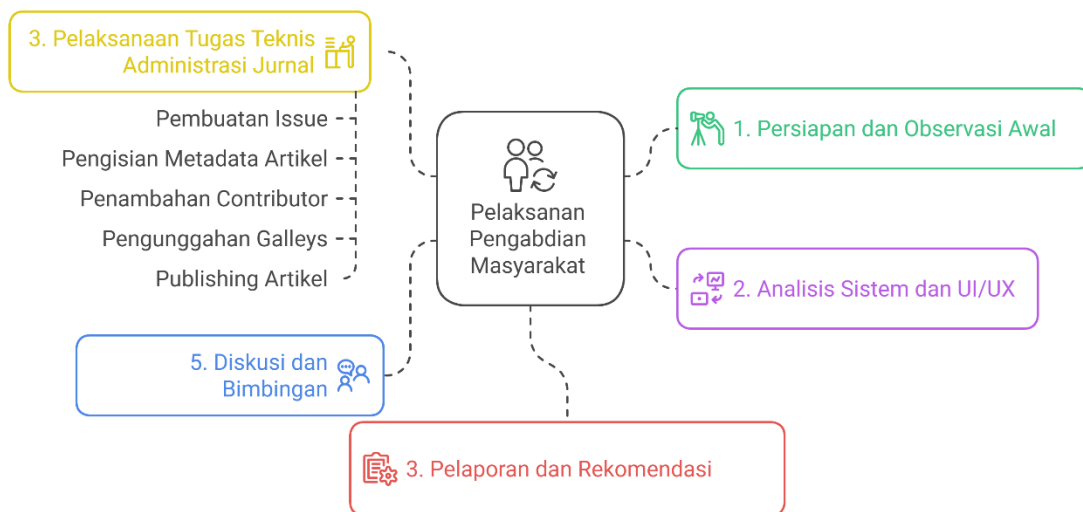 3. Pelaksanaan Tugas Teknis
Administrasi Jurnal
Pembuatan Issue
Pengisian Metadata Artikel
Penambahan Contributor
Pengunggahan Galleys
Publishing Artikel
Pelaksanan
Pengabdian
Masyarakat
1. Persiapan dan Observasi Awal
2. Analisis Sistem dan UI/UX
5. Diskusi dan
Bimbingan
3. Pelaporan dan Rekomendasi